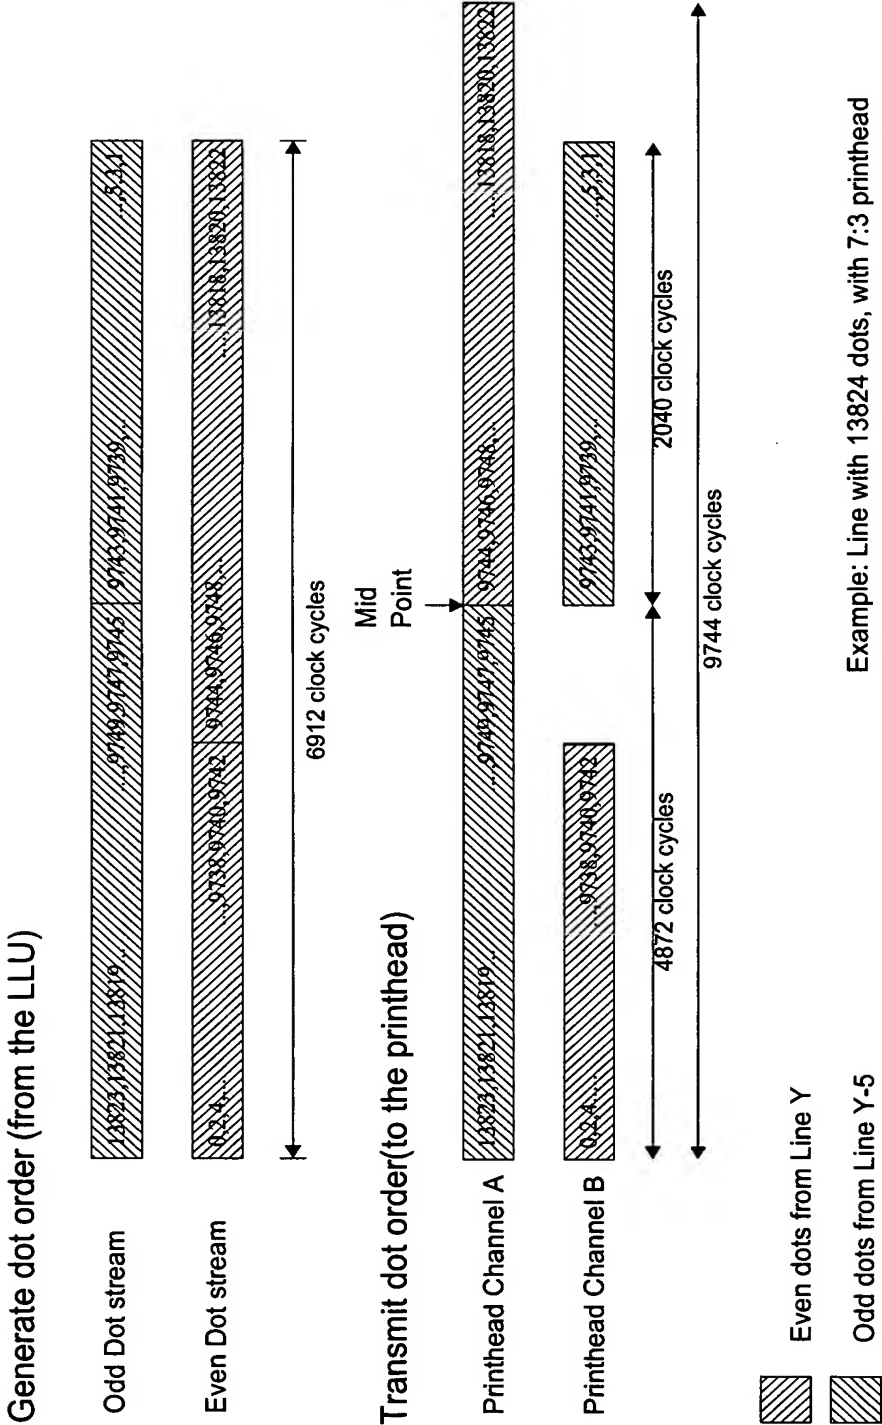 Generate dot order (from the LLU)
Odd Dot stream
13823,13821,13819...
...,9749,9747,9745
9743,9741,9739,...
...,5,3,1
Even Dot stream
0,2,4,...
...,9738,9740,9742
9744,9746,9748,...
...,13818,13820,13822
6912 clock cycles
Transmit dot order(to the printhead)
Mid
Point
Printhead Channel A
13823,13821,13819...
...,9749,9747,9745
9744,9746,9748,...
...,13818,13820,13822
Printhead Channel B
0,2,4...
...,9738,9740,9742
9743,9741,9739,...
...,5,3,1
4872 clock cycles
2040 clock cycles
9744 clock cycles
Even dots from Line Y
Odd dots from Line Y-5
Example: Line with 13824 dots, with 7:3 printhead